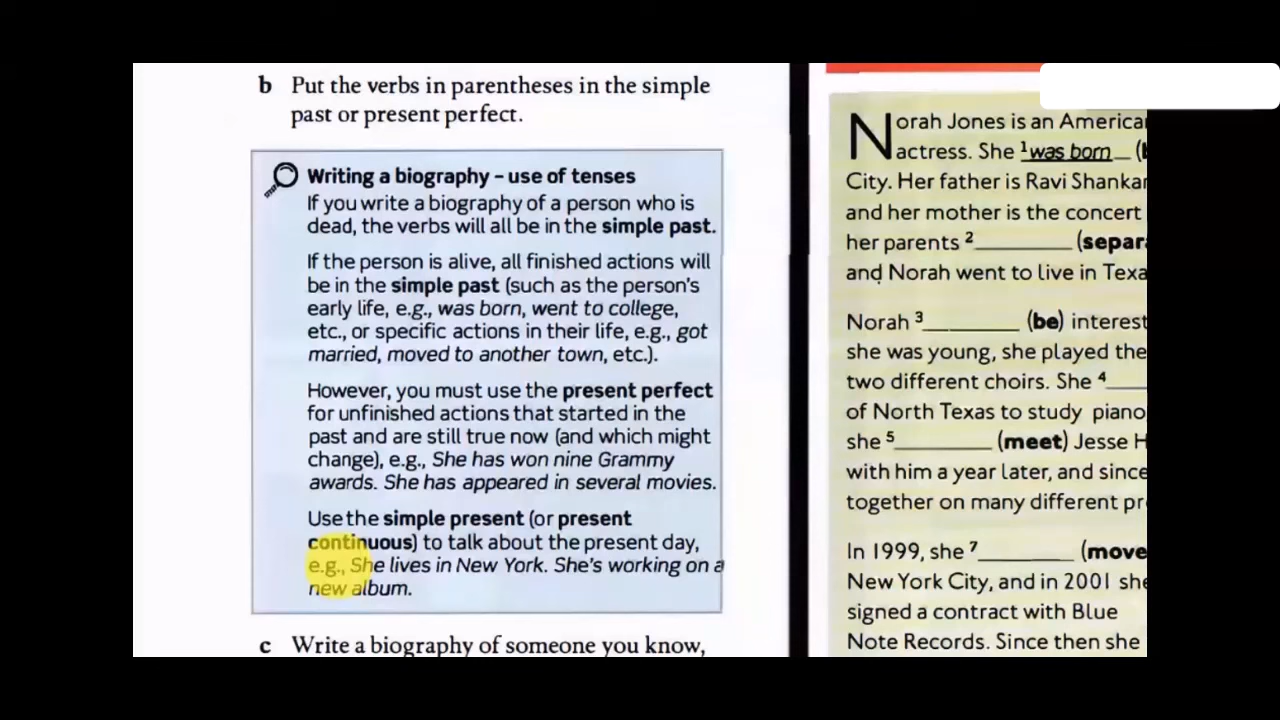 b Put the verbs in parentheses in the simple
past or present perfect.
Writing a biography – use of tenses
If you write a biography of a person who is
dead, the verbs will all be in the simple past.
If the person is alive, all finished actions will
be in the simple past (such as the person's
early life, e.g., was born, went to college,
etc., or specific actions in their life, e.g., got
married, moved to another town, etc.).
However, you must use the present perfect
for unfinished actions that started in the
past and are still true now (and which might
change), e.g., She has won nine Grammy
awards. She has appeared in several movies.
Use the simple present (or present
continuous) to talk about the present day,
e.g., She lives in New York. She's working on a
new album.
c Write a biography of someone you know,
Norah Jones is an America
actress. She 1 was born (
City. Her father is Ravi Shankar
and her mother is the concert
her parents 2 __________ (separa
and Norah went to live in Texa
Norah 3 __________ (be) interest
she was young, she played the
two different choirs. She 4 ____
of North Texas to study piano
she 5 __________ (meet) Jesse H
with him a year later, and since
together on many different pr
In 1999, she 7 __________ (move
New York City, and in 2001 she
signed a contract with Blue
Note Records. Since then she